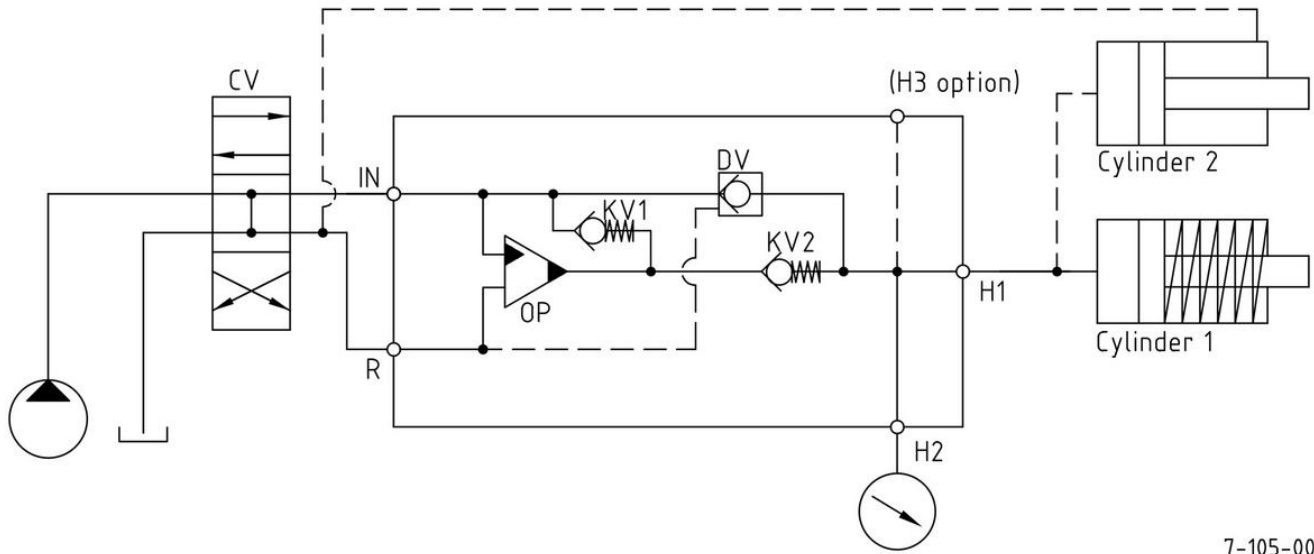 CV
(H3 option)
Cylinder 2
IN
DV
KV1
KV2
OP
H1
Cylinder 1
R
H2
7-105-00